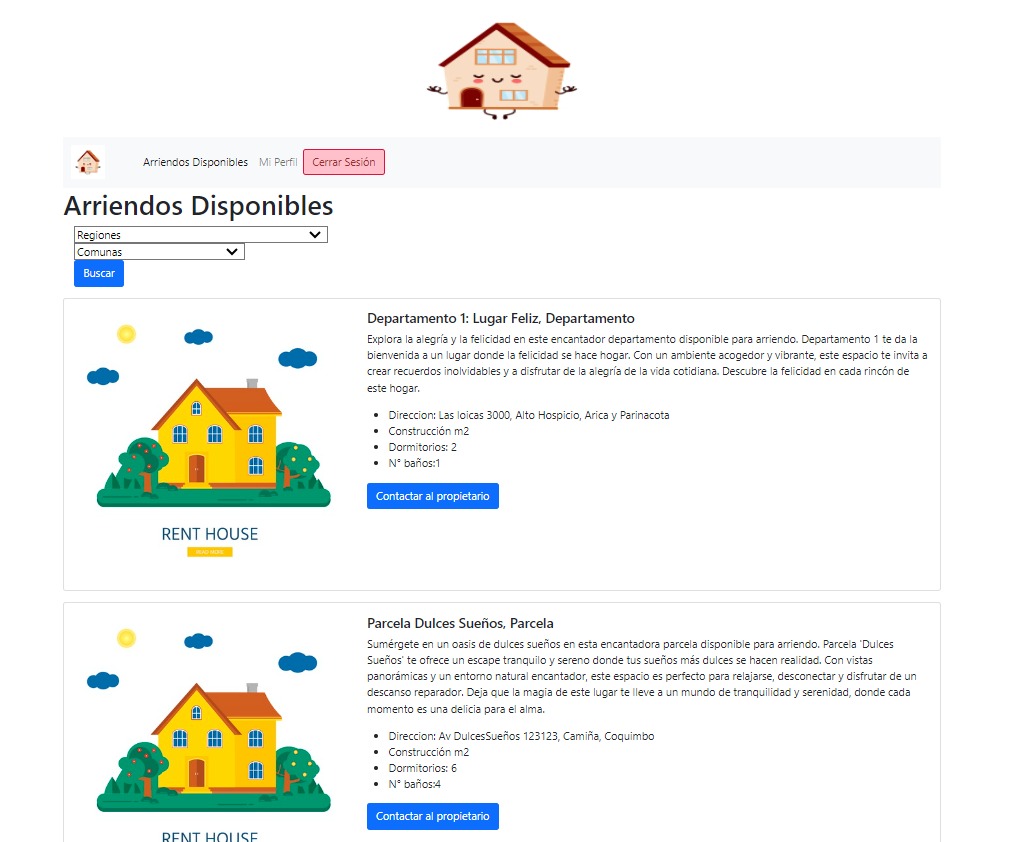 Arriendos Disponibles Mi Perfil Cerrar Sesión
Arriendos Disponibles
Regiones
Comunas
Buscar
Departamento 1: Lugar Feliz, Departamento
Explora la alegría y la felicidad en este encantador departamento disponible para arriendo. Departamento 1 te da la
bienvenida a un lugar donde la felicidad se hace hogar. Con un ambiente acogedor y vibrante, este espacio te invita a
crear recuerdos inolvidables y a disfrutar de la alegría de la vida cotidiana. Descubre la felicidad en cada rincón de
este hogar.
Direccion: Las loicas 3000, Alto Hospicio, Arica y Parinacota
Construcción m2
Dormitorios: 2
N° baños:1
Contactar al propietario
RENT HOUSE
Parcela Dulces Sueños, Parcela
Sumérgete en un oasis de dulces sueños en esta encantadora parcela disponible para arriendo. Parcela 'Dulces
Sueños' te ofrece un escape tranquilo y sereno donde tus sueños más dulces se hacen realidad. Con vistas
panorámicas y un entorno natural encantador, este espacio es perfecto para relajarse, desconectar y disfrutar de un
descanso reparador. Deja que la magia de este lugar te lleve a un mundo de tranquilidad y serenidad, donde cada
momento es una delicia para el alma.
Direccion: Av DulcesSueños 123123, Camiña, Coquimbo
Construcción m2
Dormitorios: 6
N° baños:4
Contactar al propietario
RENT HOUSE